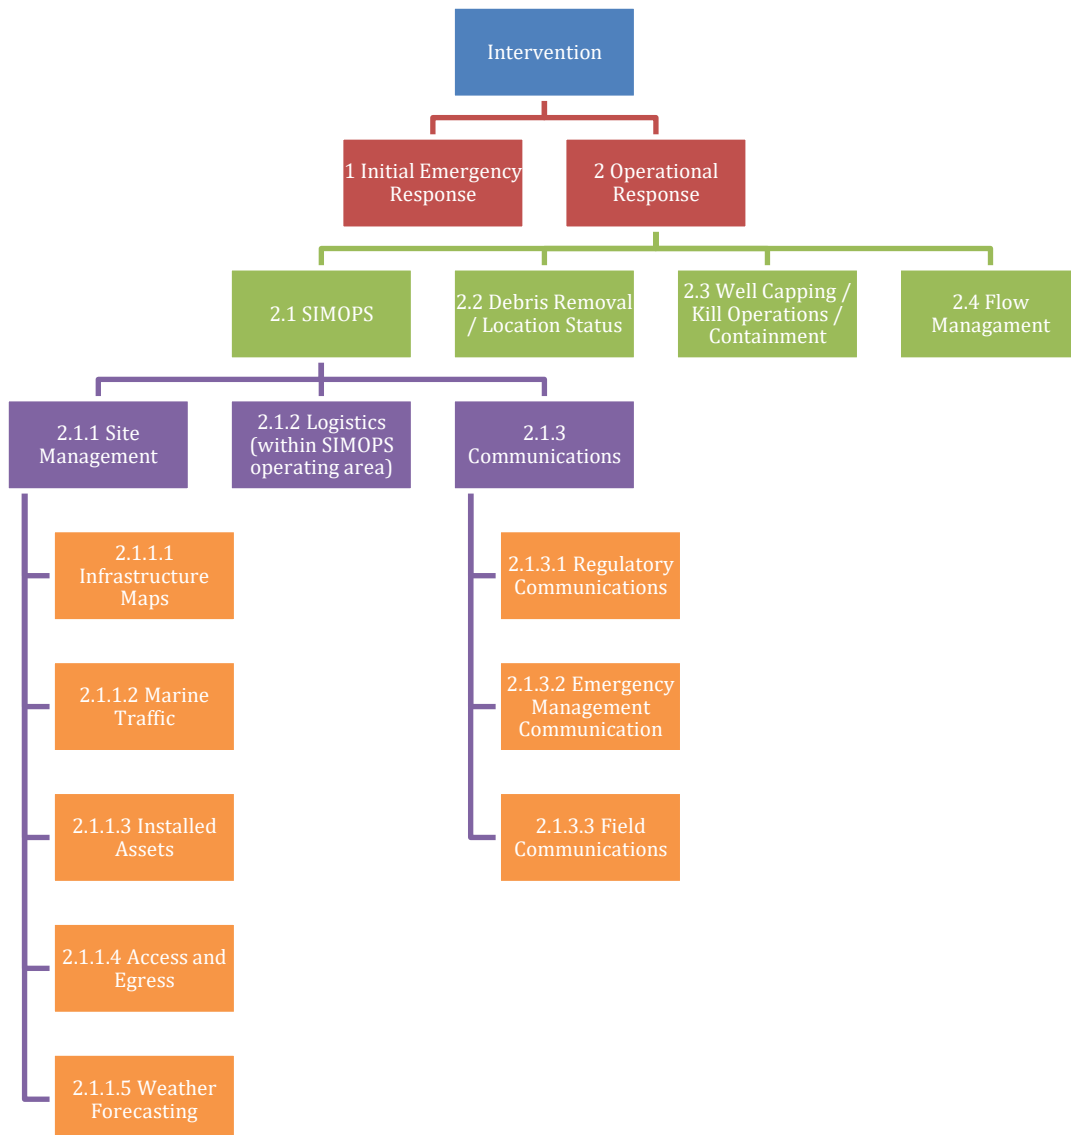 Intervention
1 Initial Emergency
Response
2 Operational
Response
2.1 SIMOPS
2.2 Debris Removal
/ Location Status
2.3 Well Capping /
Kill Operations /
Containment
2.4 Flow
Managament
2.1.1 Site
Management
2.1.2 Logistics
(within SIMOPS
operating area)
2.1.3
Communications
2.1.1.1
Infrastructure
Maps
2.1.1.2 Marine
Traffic
2.1.1.3 Installed
Assets
2.1.1.4 Access and
Egress
2.1.1.5 Weather
Forecasting
2.1.3.1 Regulatory
Communications
2.1.3.2 Emergency
Management
Communication
2.1.3.3 Field
Communications